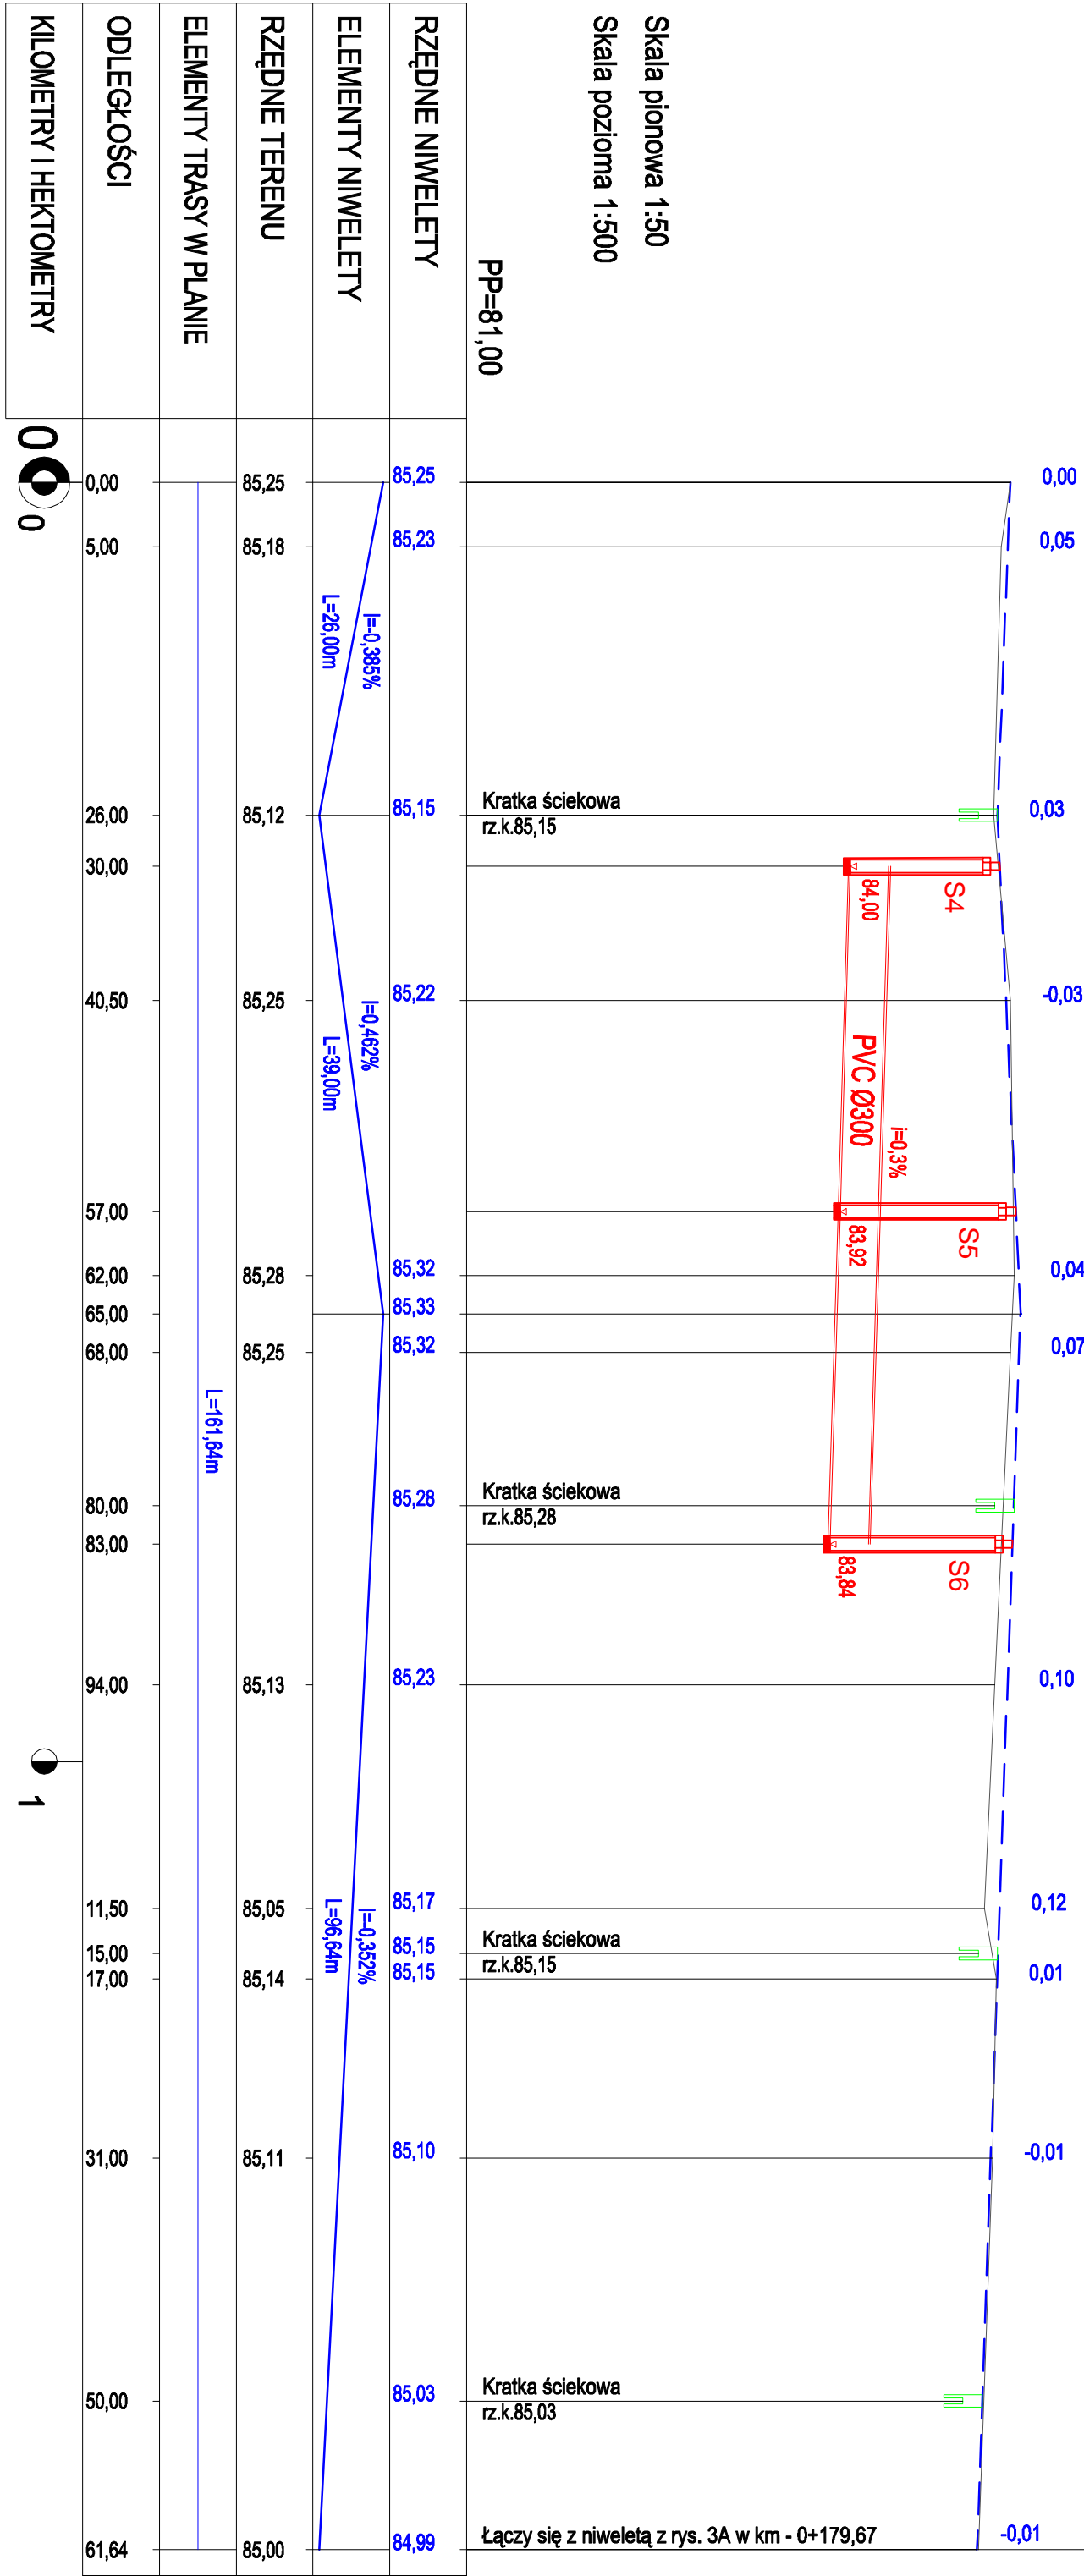 Skala pionowa 1:50
Skala pozioma 1:500
PP=81,00
0,00
0,05
0,03
-0,03
0,04
0,07
0,10
0,12
0,01
-0,01
-0,01
S4
S5
S6
84,00
83,92
83,84
PVC Ø300
i=0,3%
Kratka ściekowa
rz.k.85,15
Kratka ściekowa
rz.k.85,28
Kratka ściekowa
rz.k.85,15
Kratka ściekowa
rz.k.85,03
Łączy się z niweletą z rys. 3A w km - 0+179,67
RZĘDNE NIWELETY
85,25
85,23
85,15
85,22
85,32
85,33
85,32
85,28
85,23
85,17
85,15
85,15
85,10
85,03
84,99
ELEMENTY NIWELETY
I=-0,385%
L=26,00m
I=0,462%
L=39,00m
I=-0,352%
L=96,64m
RZĘDNE TERENU
85,25
85,18
85,12
85,25
85,28
85,25
85,13
85,05
85,14
85,11
85,00
ELEMENTY TRASY W PLANIE
L=161,64m
ODLEGŁOŚCI
0,00
5,00
26,00
30,00
40,50
57,00
62,00
65,00
68,00
80,00
83,00
94,00
11,50
15,00
17,00
31,00
50,00
61,64
KILOMETRY I HEKTOMETRY
0
0
1